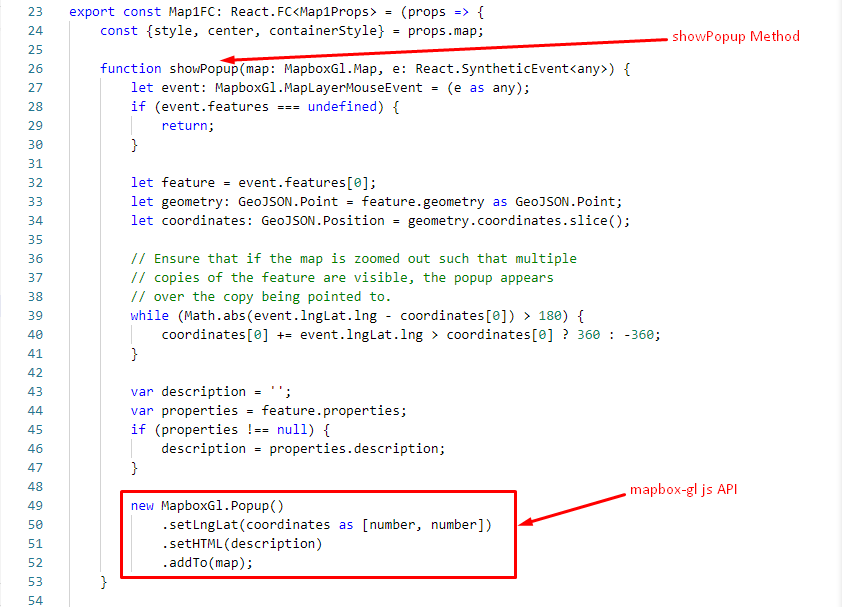 23 export const Map1FC: React.FC<Map1Props> = (props => {
24     const {style, center, containerStyle} = props.map;
showPopup Method
25
26     function showPopup(map: MapboxGl.Map, e: React.SyntheticEvent<any>) {
27         let event: MapboxGl.MapLayerMouseEvent = (e as any);
28         if (event.features === undefined) {
29             return;
30         }
31
32         let feature = event.features[0];
33         let geometry: GeoJSON.Point = feature.geometry as GeoJSON.Point;
34         let coordinates: GeoJSON.Position = geometry.coordinates.slice();
35
36         // Ensure that if the map is zoomed out such that multiple
37         // copies of the feature are visible, the popup appears
38         // over the copy being pointed to.
39         while (Math.abs(event.lngLat.lng - coordinates[0]) > 180) {
40             coordinates[0] += event.lngLat.lng > coordinates[0] ? 360 : -360;
41         }
42
43         var description = '';
44         var properties = feature.properties;
45         if (properties !== null) {
46             description = properties.description;
47         }
48
mapbox-gl js API
49         new MapboxGl.Popup()
50             .setLngLat(coordinates as [number, number])
51             .setHTML(description)
52             .addTo(map);
53     }
54